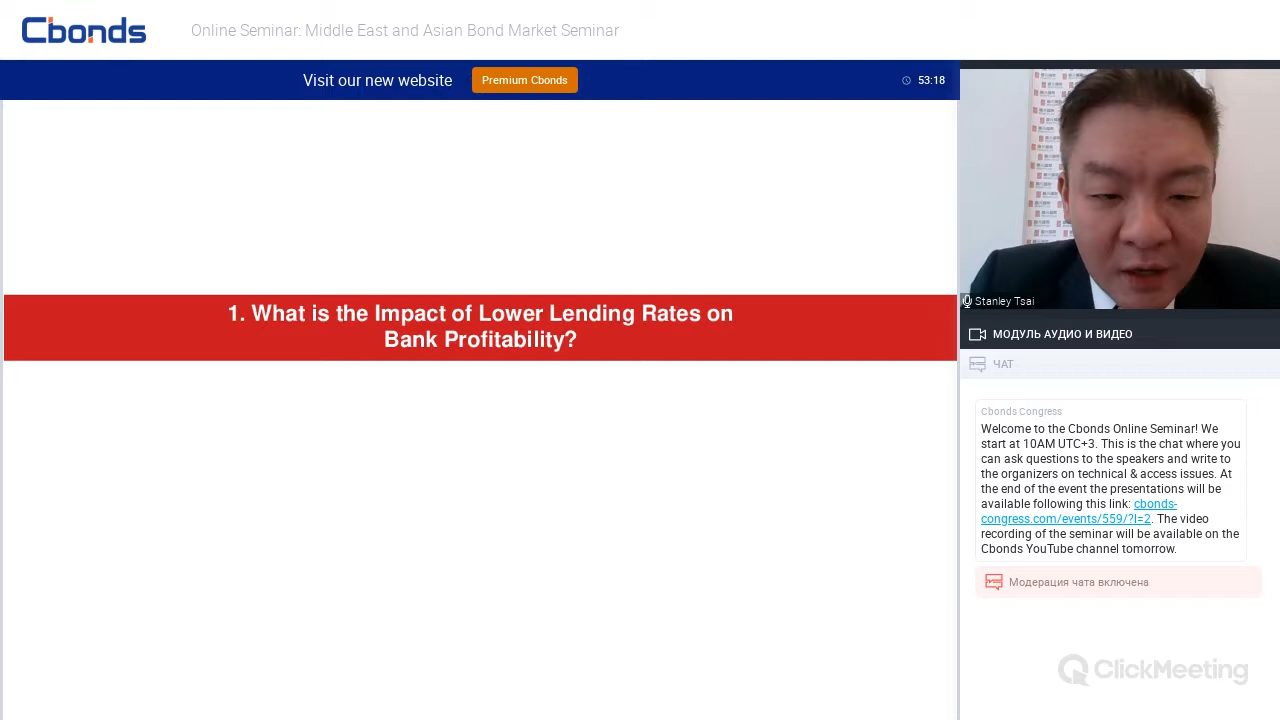 Cbonds
Online Seminar: Middle East and Asian Bond Market Seminar
Visit our new website
Premium Cbonds
53:18
1. What is the Impact of Lower Lending Rates on
Bank Profitability?
Stanley Tsai
МОДУЛЬ АУДИО И ВИДЕО
ЧАТ
Cbonds Congress
Welcome to the Cbonds Online Seminar! We
start at 10AM UTC+3. This is the chat where you
can ask questions to the speakers and write to
the organizers on technical & access issues. At
the end of the event the presentations will be
available following this link: cbonds-
congress.com/events/559/?l=2. The video
recording of the seminar will be available on the
Cbonds YouTube channel tomorrow.
Модерация чата включена
ClickMeeting